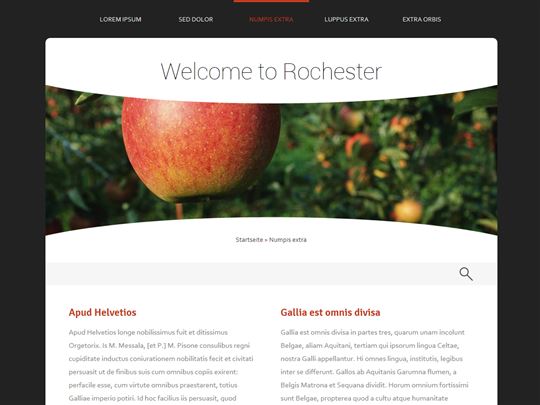 LOREM IPSUM SED DOLOR NUMPIS EXTRA LUPPUS EXTRA EXTRA ORBIS
Welcome to Rochester
Startseite » Numpis extra
Apud Helvetios
Apud Helvetios longe nobilissimus fuit et ditissimus
Orgetorix. Is M. Messala, [et P.] M. Pisone consulibus regni
cupiditate inductus coniurationem nobilitatis fecit et civitati
persuasit ut de finibus suis cum omnibus copiis exirent:
perfacile esse, cum virtute omnibus praestarent, totius
Galliae imperio potiri. Id hoc facilius iis persuasit, quod
Gallia est omnis divisa
Gallia est omnis divisa in partes tres, quarum unam incolunt
Belgae, aliam Aquitani, tertiam qui ipsorum lingua Celtae,
nostra Galli appellantur. Hi omnes lingua, institutis, legibus
inter se differunt. Gallos ab Aquitanis Garumna flumen, a
Belgis Matrona et Sequana dividit. Horum omnium fortissimi
sunt Belgae, propterea quod a cultu atque humanitate